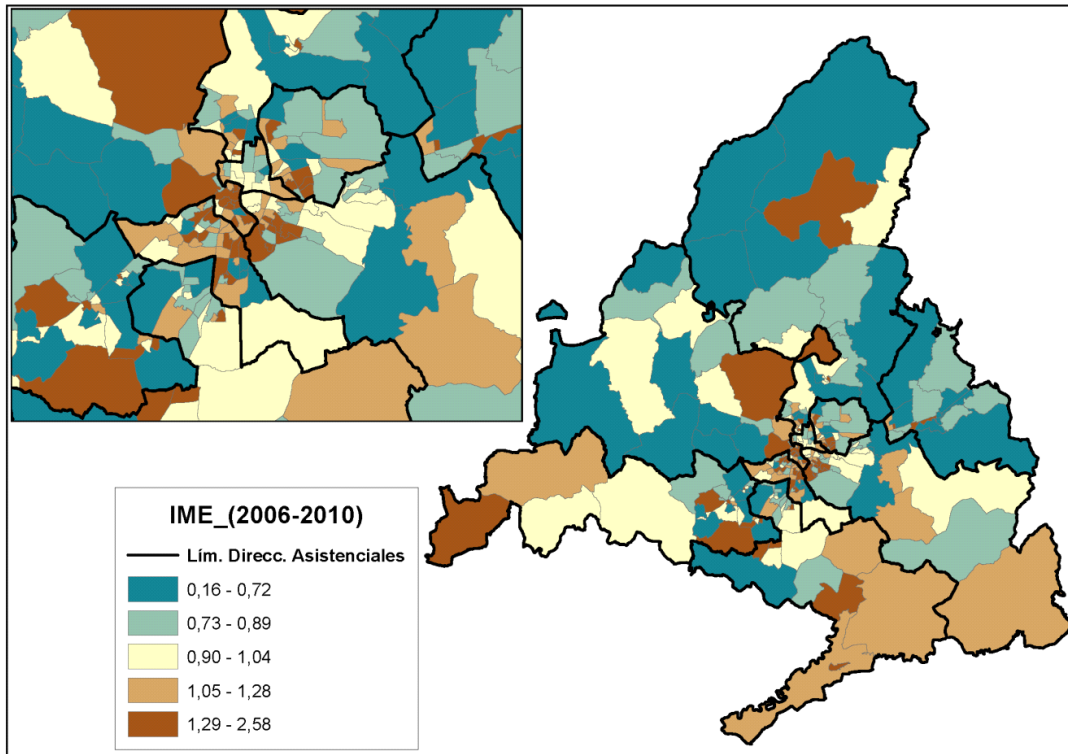 IME_(2006-2010)
Lím. Direcc. Asistenciales
0,16 - 0,72
0,73 - 0,89
0,90 - 1,04
1,05 - 1,28
1,29 - 2,58